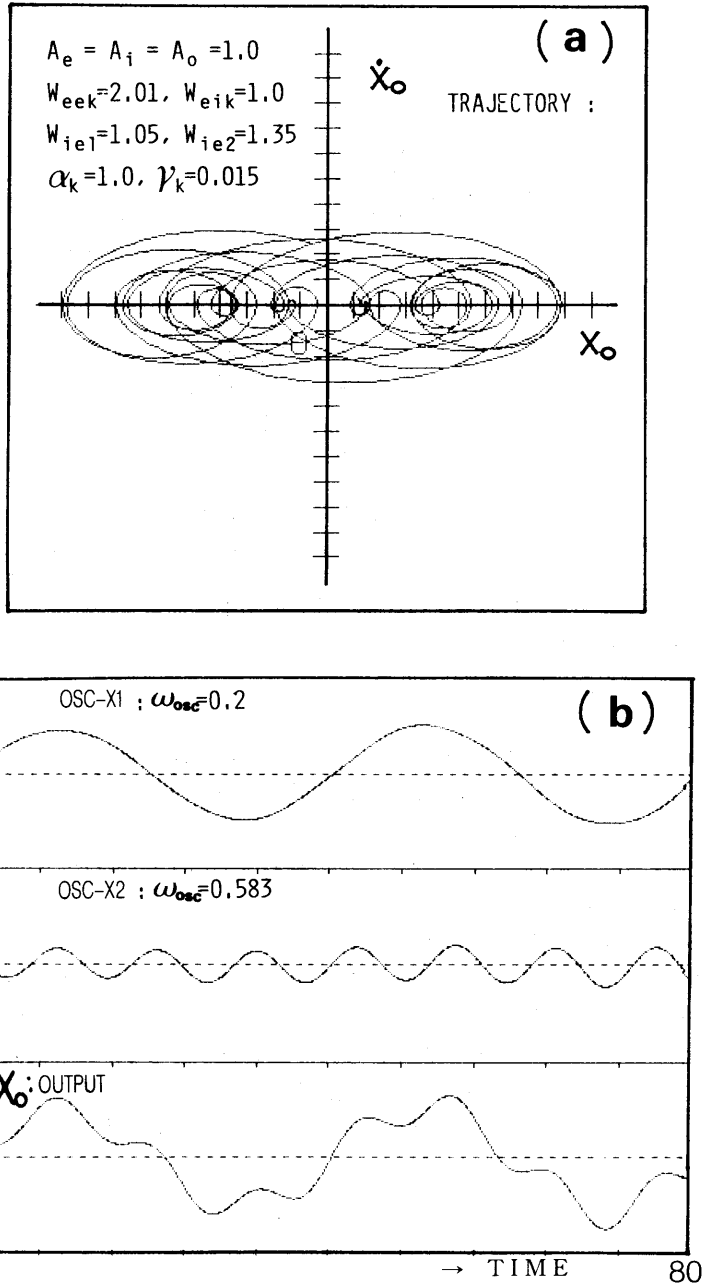 (a)
A_e = A_i = A_o =1.0
Ẋ_o
W_eek=2.01, W_eik=1.0
TRAJECTORY :
W_ie1=1.05, W_ie2=1.35
α_k=1.0, γ_k=0.015
X_o
OSC-X1 : ω_osc=0.2
(b)
OSC-X2 : ω_osc=0.583
X_o: OUTPUT
→ TIME 80